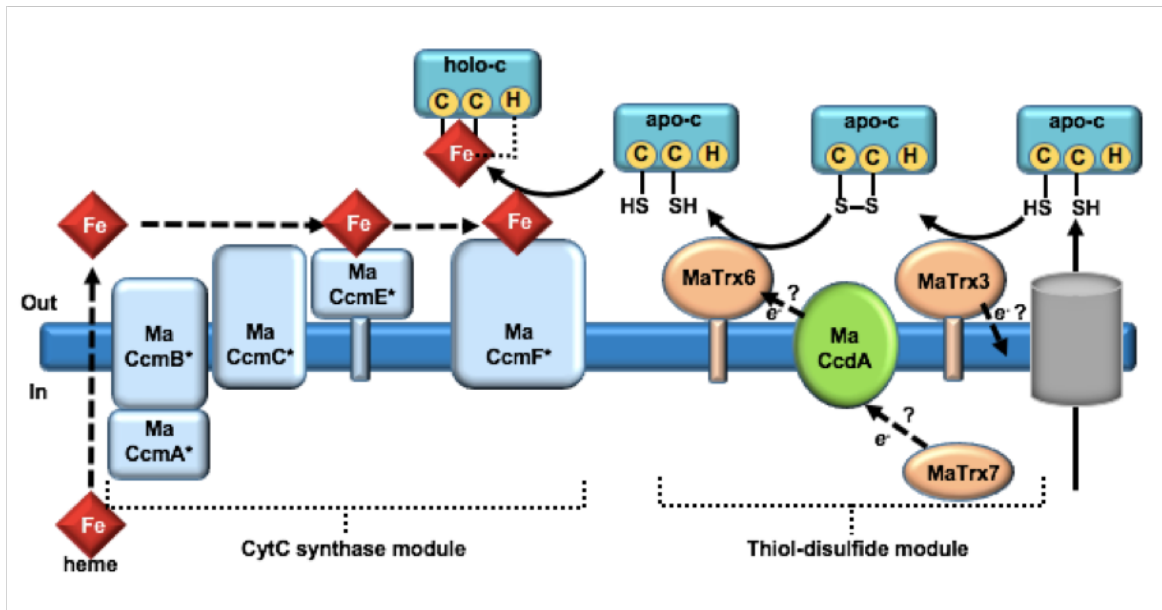 holo-c
C C H
Fe
apo-c
C C H
HS SH
apo-c
C C H
S–S
apo-c
C C H
HS SH
Fe
Fe
Fe
Ma
CcmE*
MaTrx6
MaTrx3
Out
In
Ma
CcmB*
Ma
CcmC*
Ma
CcmF*
?
e-
Ma
CcdA
e- ?
Ma
CcmA*
?
e-
MaTrx7
Fe
heme
CytC synthase module
Thiol-disulfide module